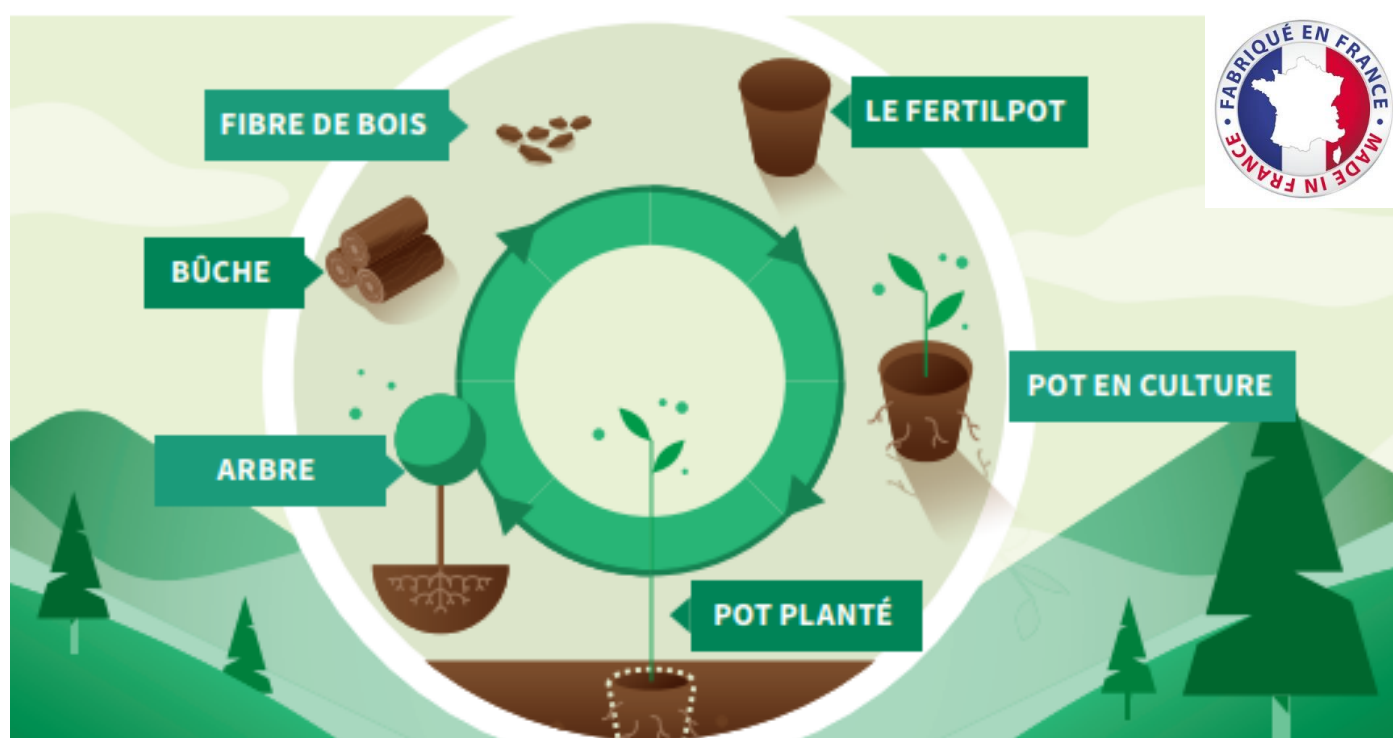 FIBRE DE BOIS
LE FERTILPOT
FABRIQUÉ EN FRANCE
MADE IN FRANCE
BÛCHE
POT EN CULTURE
ARBRE
POT PLANTÉ